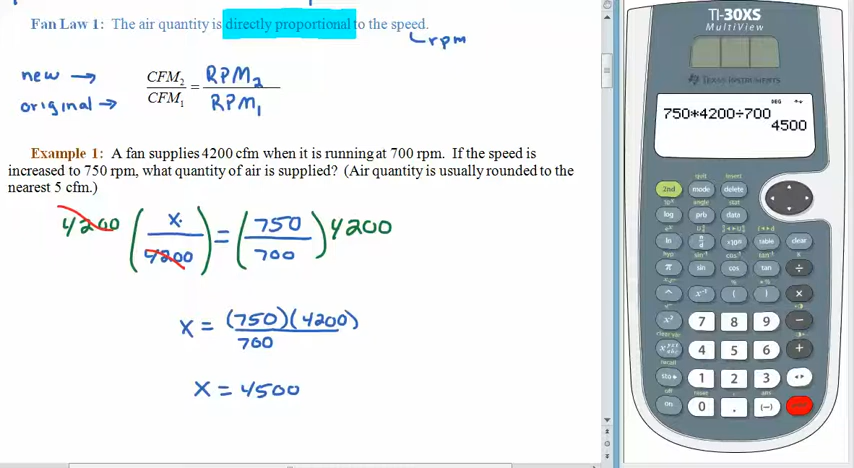 Fan Law 1: The air quantity is directly proportional to the speed.
rpm
new → CFM₂ = RPM₂
original → CFM₁ RPM₁
Example 1: A fan supplies 4200 cfm when it is running at 700 rpm. If the speed is
increased to 750 rpm, what quantity of air is supplied? (Air quantity is usually rounded to the
nearest 5 cfm.)
4200 (x/4200) = (750/700) 4200
x = (750)(4200)
700
x = 4500
TI-30XS
MultiView
TEXAS INSTRUMENTS
DEG
750*4200÷700
4500
2nd mode delete
log prb data
ln n/d x10ⁿ table clear
π sin cos tan ÷
^ x⁻¹ ( ) ×
x² 7 8 9 −
4 5 6 +
sto▸ 1 2 3
on 0 . (−)